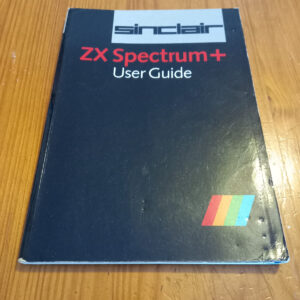 sinclair
ZX Spectrum+
User Guide